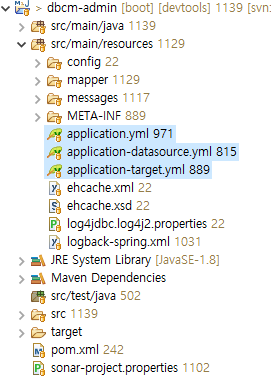 dbcm-admin [boot] [devtools] 1139 [svn:
src/main/java 1139
src/main/resources 1129
config 22
mapper 1129
messages 1117
META-INF 889
application.yml 971
application-datasource.yml 815
application-target.yml 889
ehcache.xml 22
ehcache.xsd 22
log4jdbc.log4j2.properties 22
logback-spring.xml 1031
JRE System Library [JavaSE-1.8]
Maven Dependencies
src/test/java 502
src 1139
target
pom.xml 242
sonar-project.properties 1102